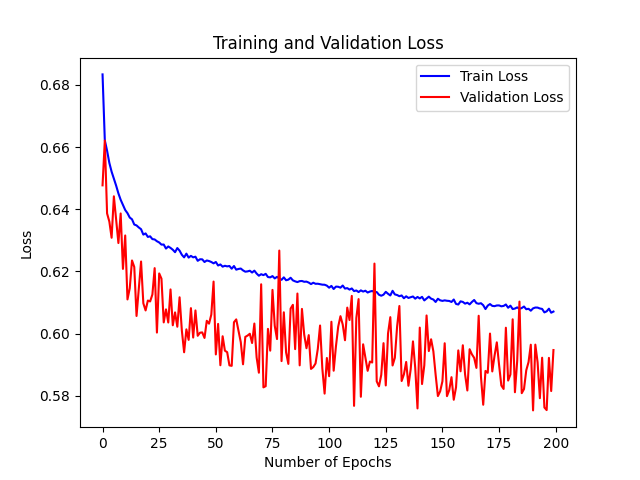 Training and Validation Loss
Train Loss
Validation Loss
0.68
0.66
0.64
0.62
0.60
0.58
Loss
0 25 50 75 100 125 150 175 200
Number of Epochs